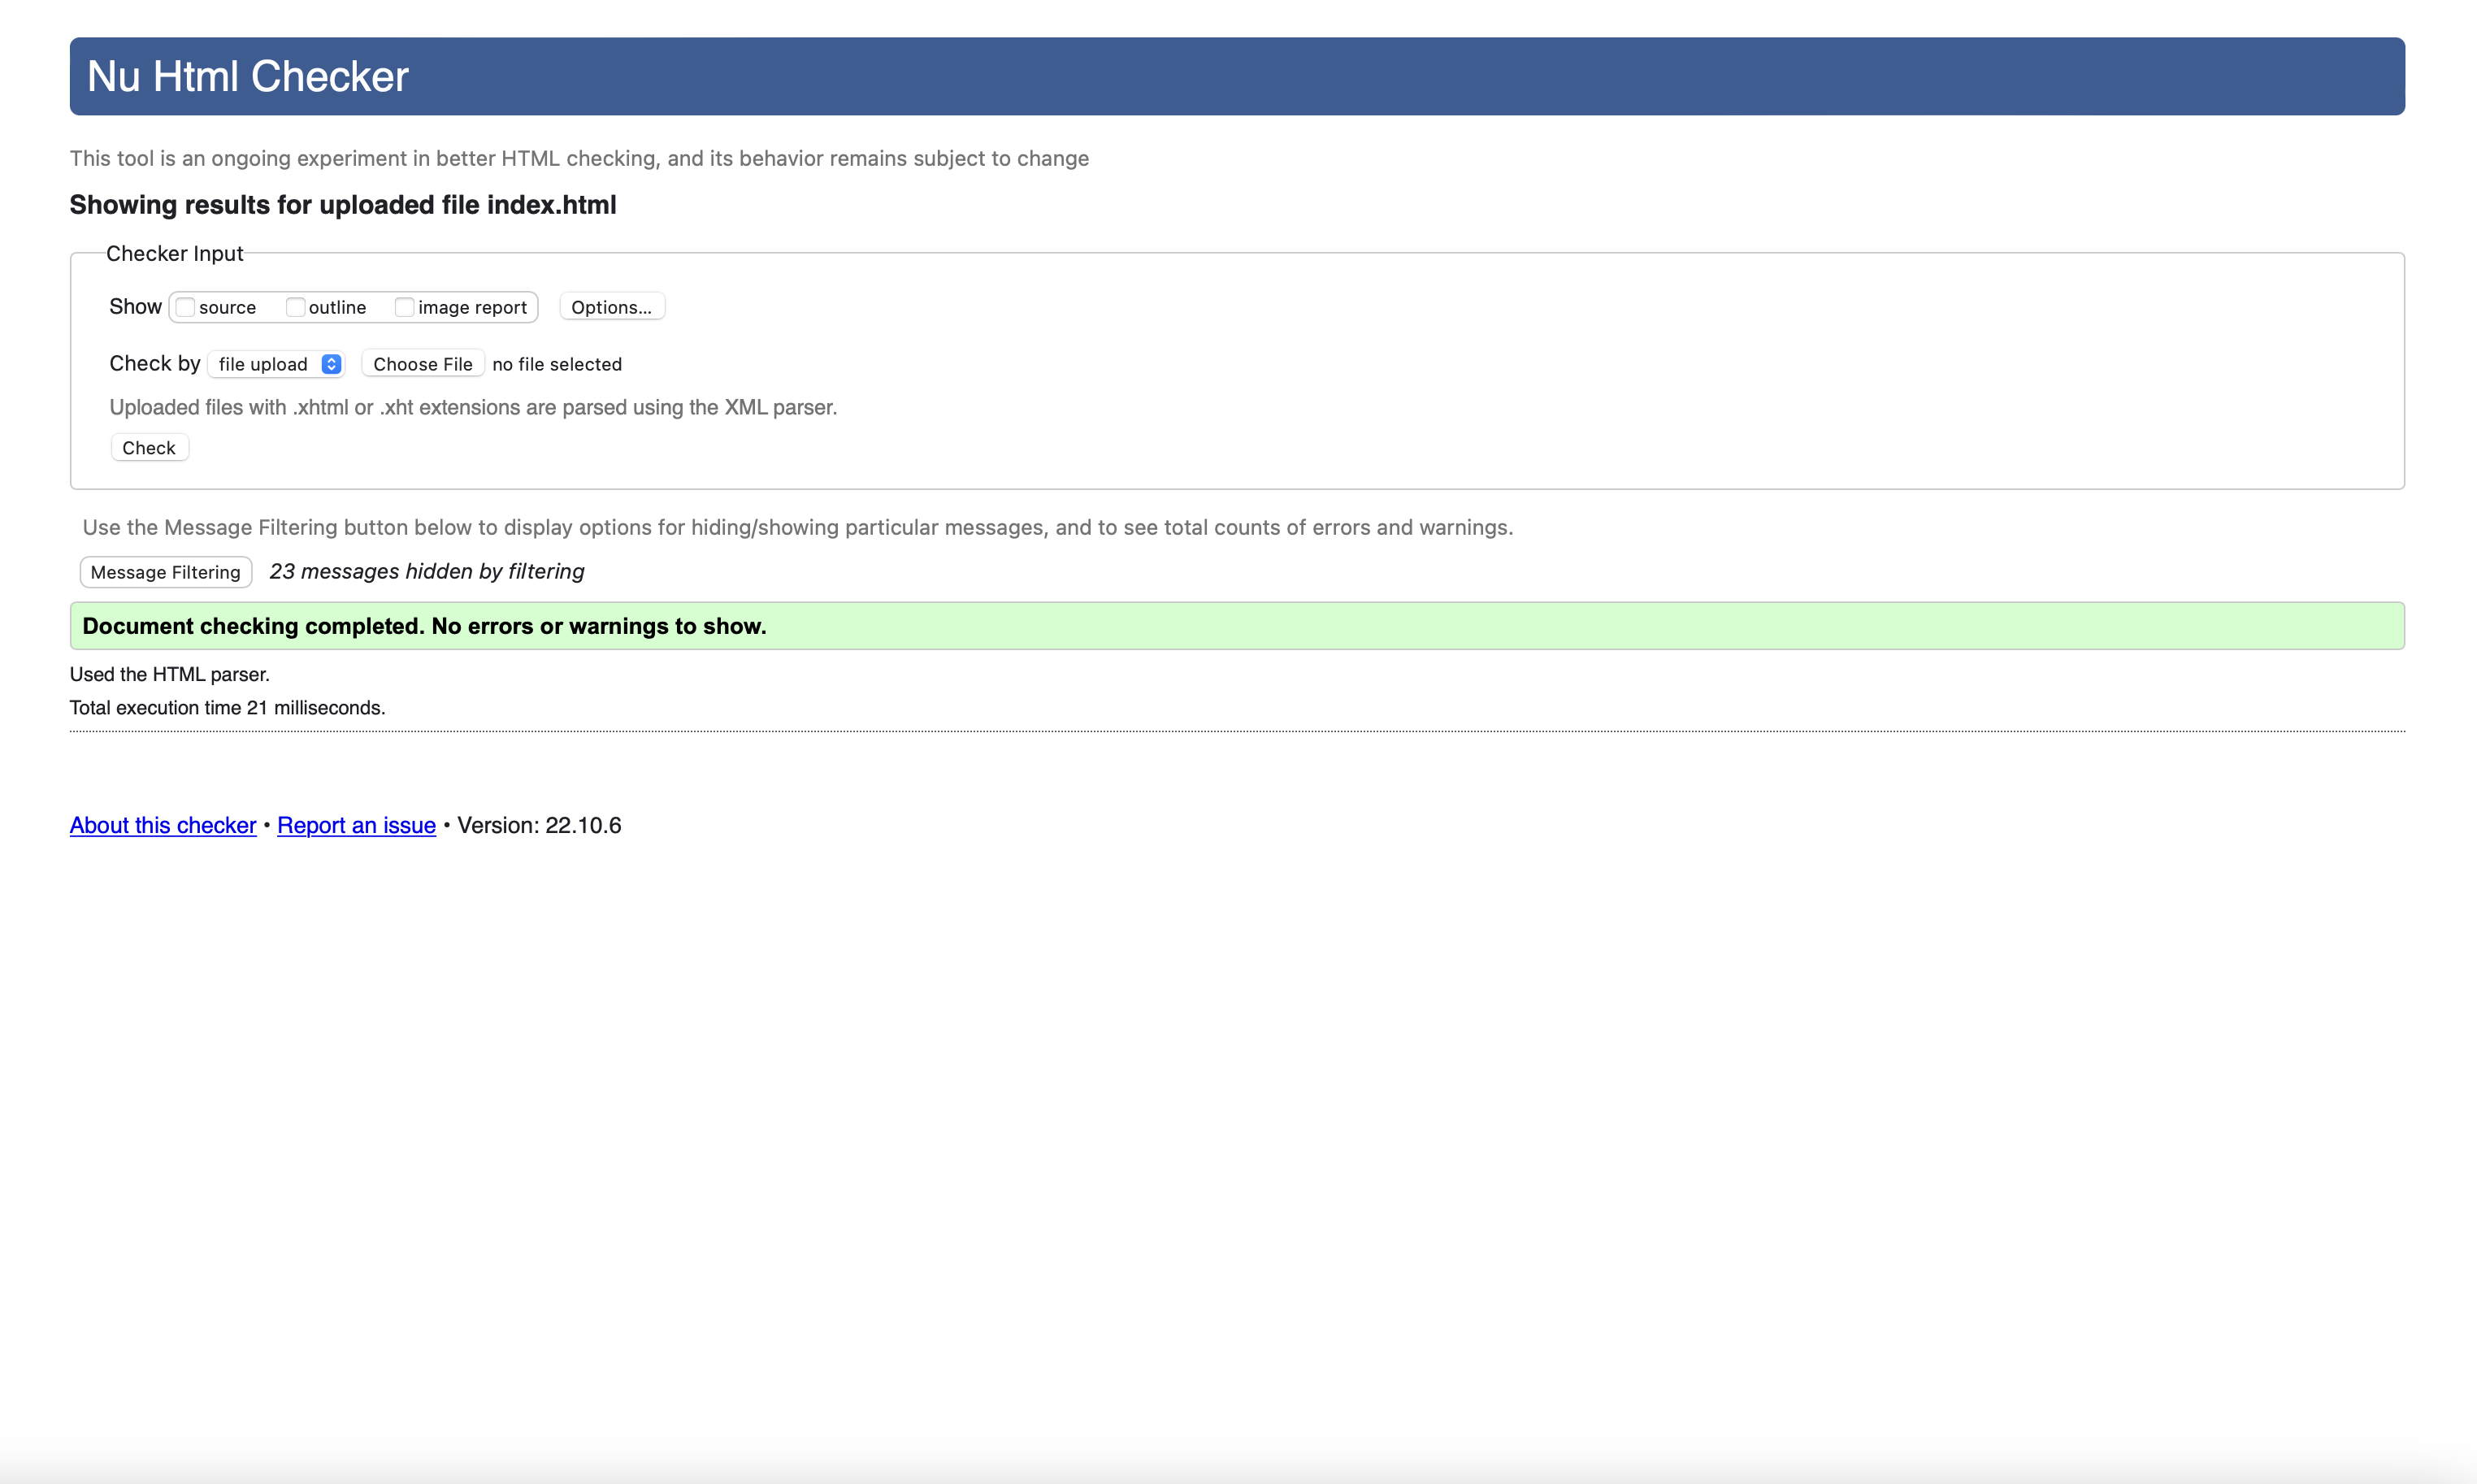 Nu Html Checker
This tool is an ongoing experiment in better HTML checking, and its behavior remains subject to change
Showing results for uploaded file index.html
Checker Input
Show source outline image report Options...
Check by file upload Choose File no file selected
Uploaded files with .xhtml or .xht extensions are parsed using the XML parser.
Check
Use the Message Filtering button below to display options for hiding/showing particular messages, and to see total counts of errors and warnings.
Message Filtering 23 messages hidden by filtering
Document checking completed. No errors or warnings to show.
Used the HTML parser.
Total execution time 21 milliseconds.
About this checker • Report an issue • Version: 22.10.6